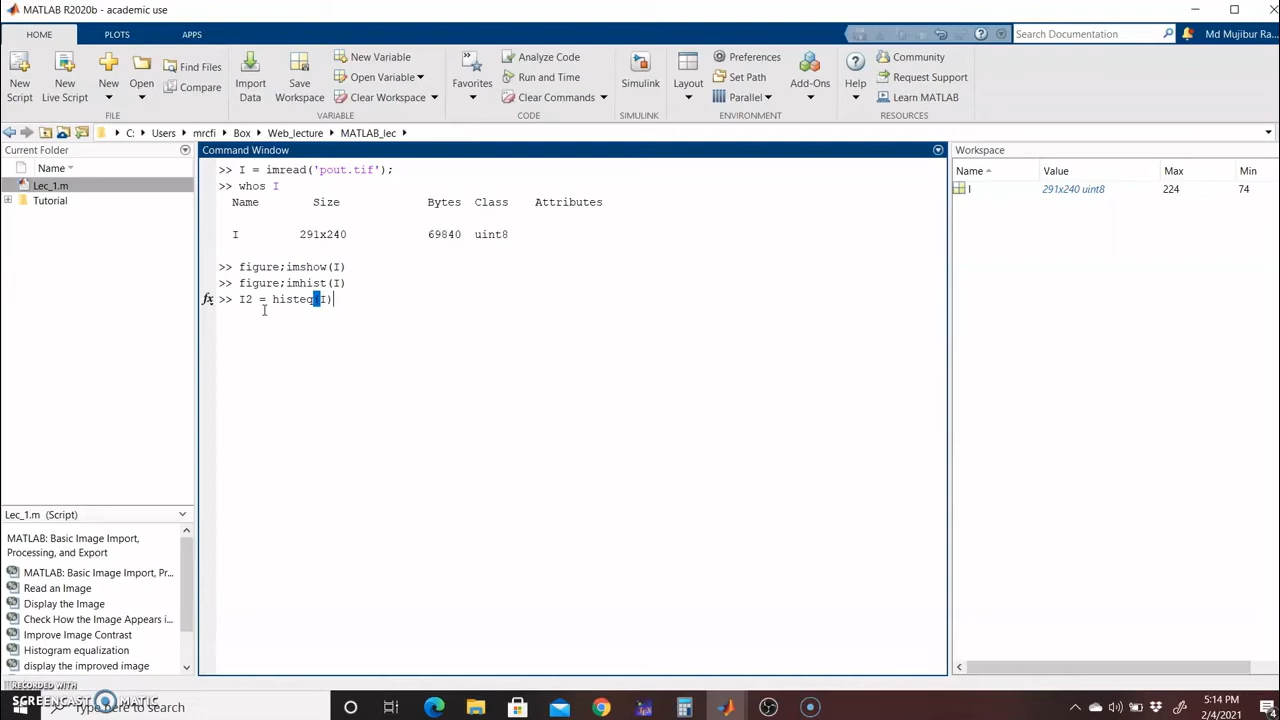 MATLAB R2020b - academic use
HOME PLOTS APPS
Search Documentation
Md Mujibur Ra...
New Script
New Live Script
New
Open
Find Files
Compare
FILE
Import Data
Save Workspace
New Variable
Open Variable
Clear Workspace
VARIABLE
Favorites
Analyze Code
Run and Time
Clear Commands
CODE
Simulink
SIMULINK
Layout
Preferences
Set Path
Parallel
ENVIRONMENT
Add-Ons
Help
Community
Request Support
Learn MATLAB
RESOURCES
C: Users mrcfi Box Web_lecture MATLAB_lec
Current Folder
Name
Lec_1.m
Tutorial
Lec_1.m (Script)
MATLAB: Basic Image Import, Processing, and Export
MATLAB: Basic Image Import, Pr...
Read an Image
Display the Image
Check How the Image Appears i...
Improve Image Contrast
Histogram equalization
display the improved image
Command Window
>> I = imread('pout.tif');
>> whos I
Name Size Bytes Class Attributes
I 291x240 69840 uint8
>> figure;imshow(I)
>> figure;imhist(I)
fx >> I2 = histeq(I)
Workspace
Name Value Max Min
I 291x240 uint8 224 74
RECORDED WITH
SCREENCAST MATIC
Type here to search
5:14 PM
2/4/2021